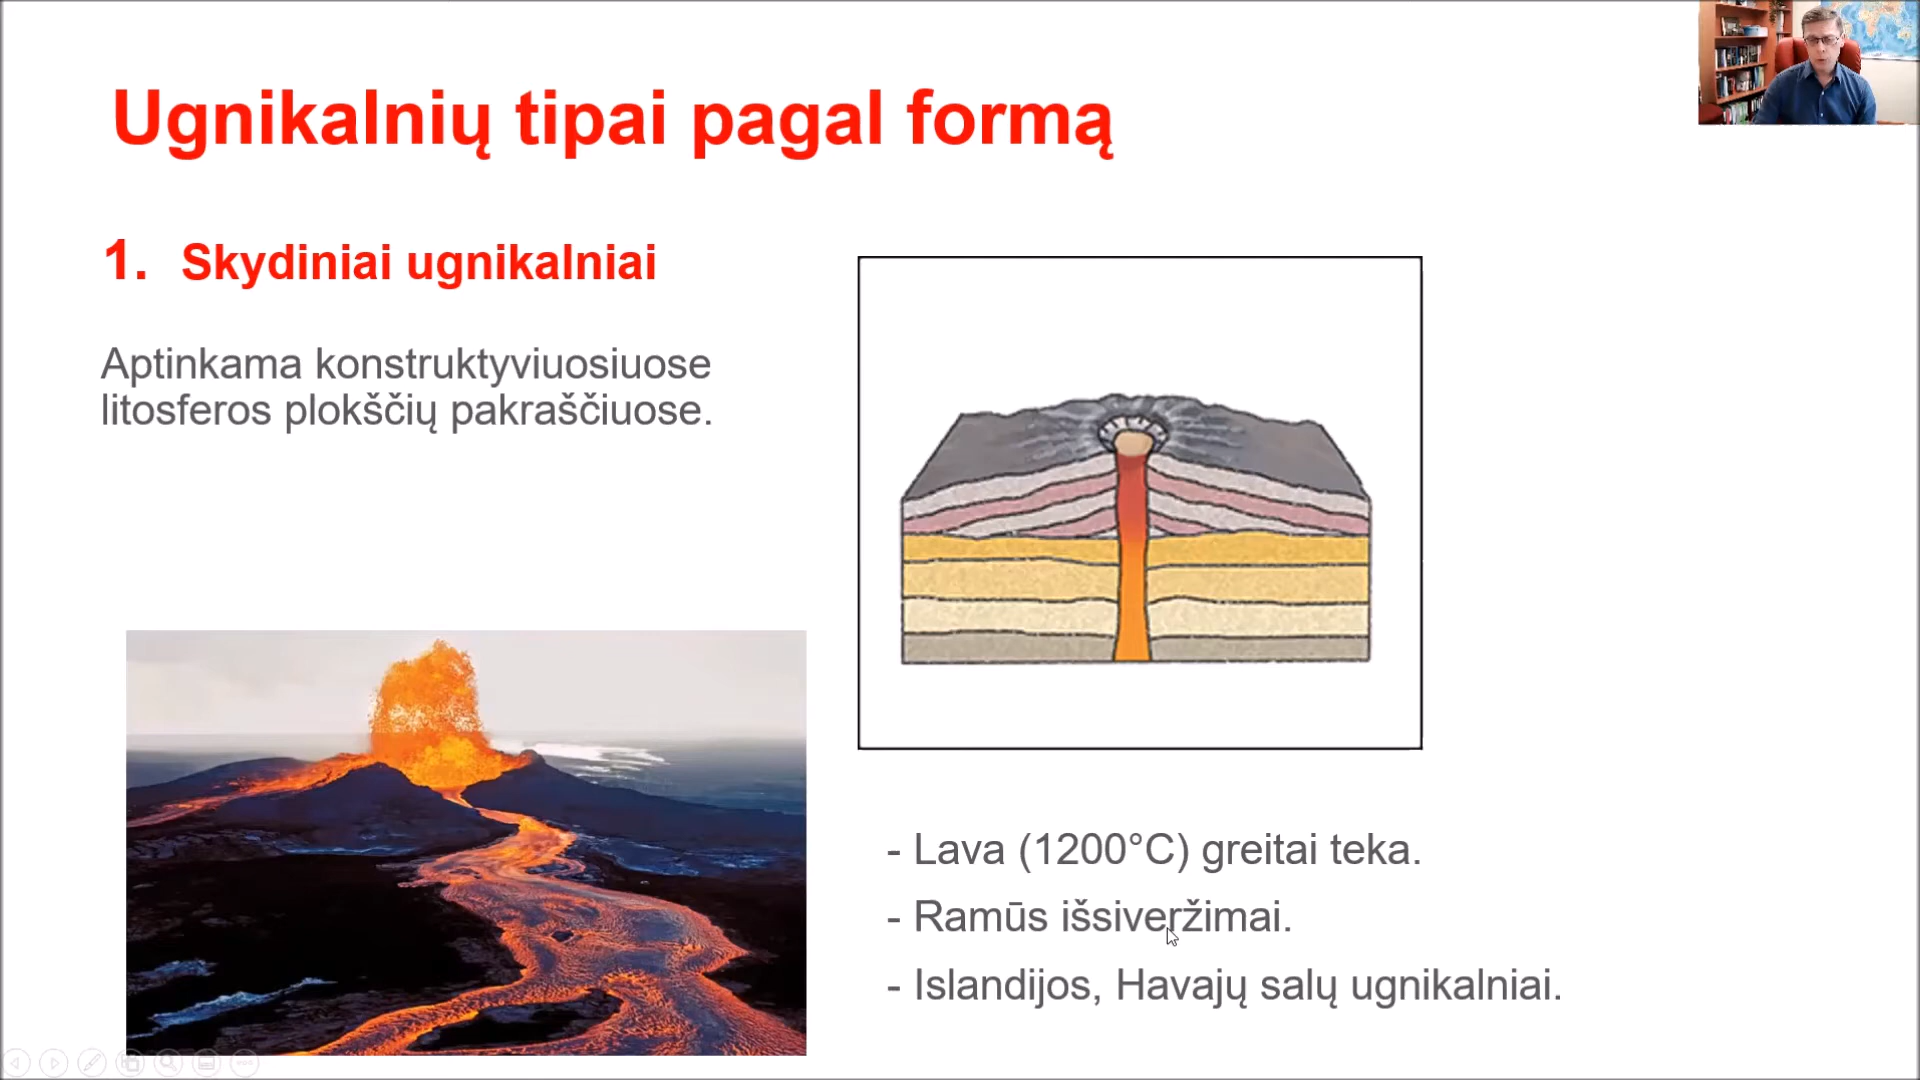 Ugnikalnių tipai pagal formą
1. Skydiniai ugnikalniai
Aptinkama konstruktyviuosiuose
litosferos plokščių pakraščiuose.
- Lava (1200°C) greitai teka.
- Ramūs išsiveržimai.
- Islandijos, Havajų salų ugnikalniai.